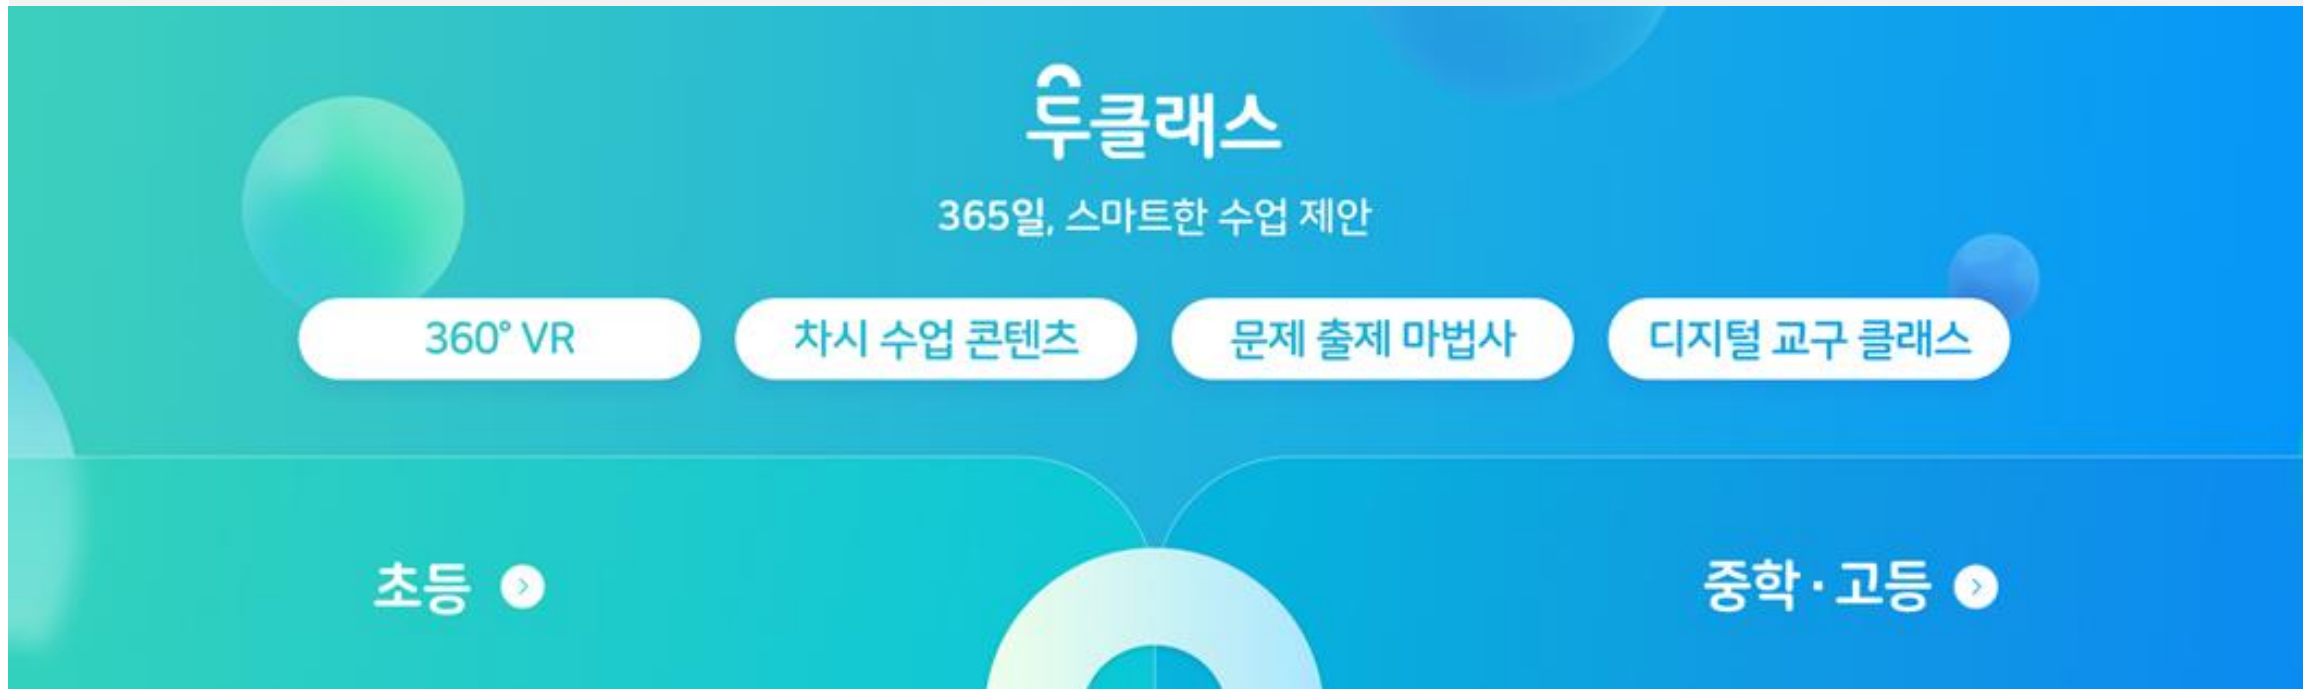 두클래스
365일, 스마트한 수업 제안
360° VR
차시 수업 콘텐츠
문제 출제 마법사
디지털 교구 클래스
초등
중학·고등